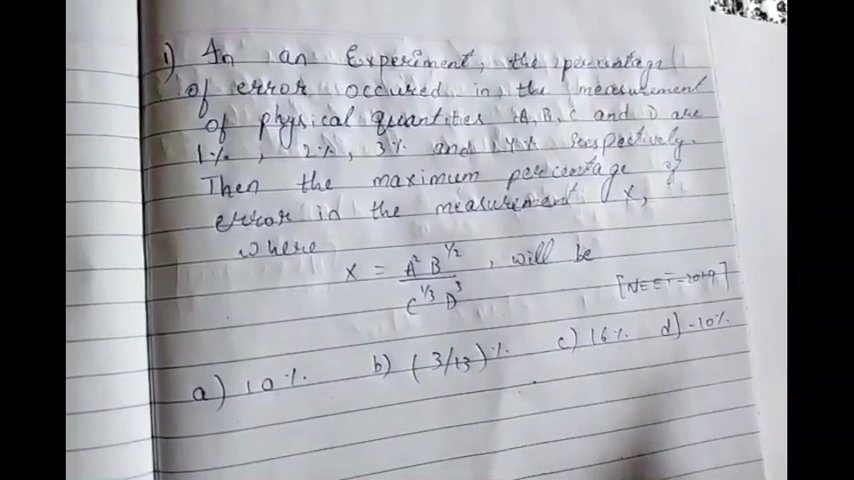 1) In an Experiment, the percentage
of error occured in the measurement
of physical quantities A, B, C and D are
1%, 2%, 3% and 4% respectively.
Then the maximum percentage of
error in the measurement X,
where
X = A² B^1/2 / C^1/3 D³, will be
[NEET-2019]
a) 10% b) (3/13)% c) 16% d) -10%